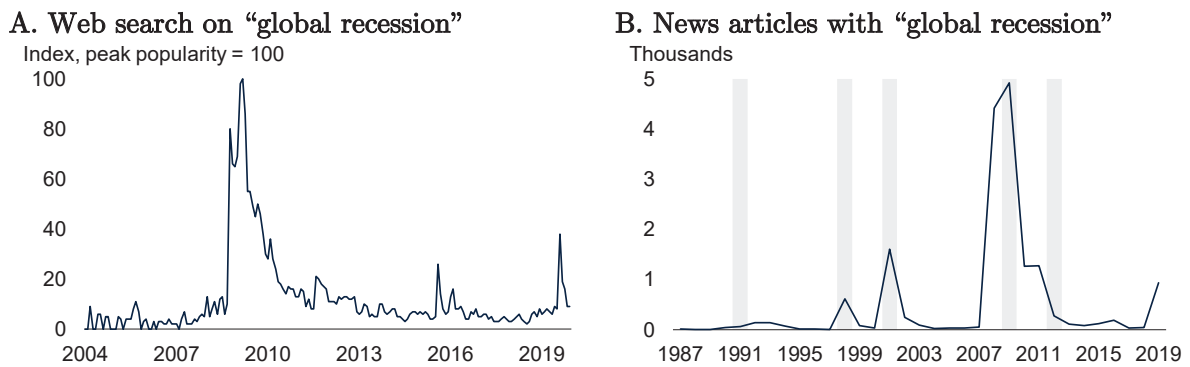 A. Web search on “global recession”
Index, peak popularity = 100
100
80
60
40
20
0
2004 2007 2010 2013 2016 2019
B. News articles with “global recession”
Thousands
5
4
3
2
1
0
1987 1991 1995 1999 2003 2007 2011 2015 2019